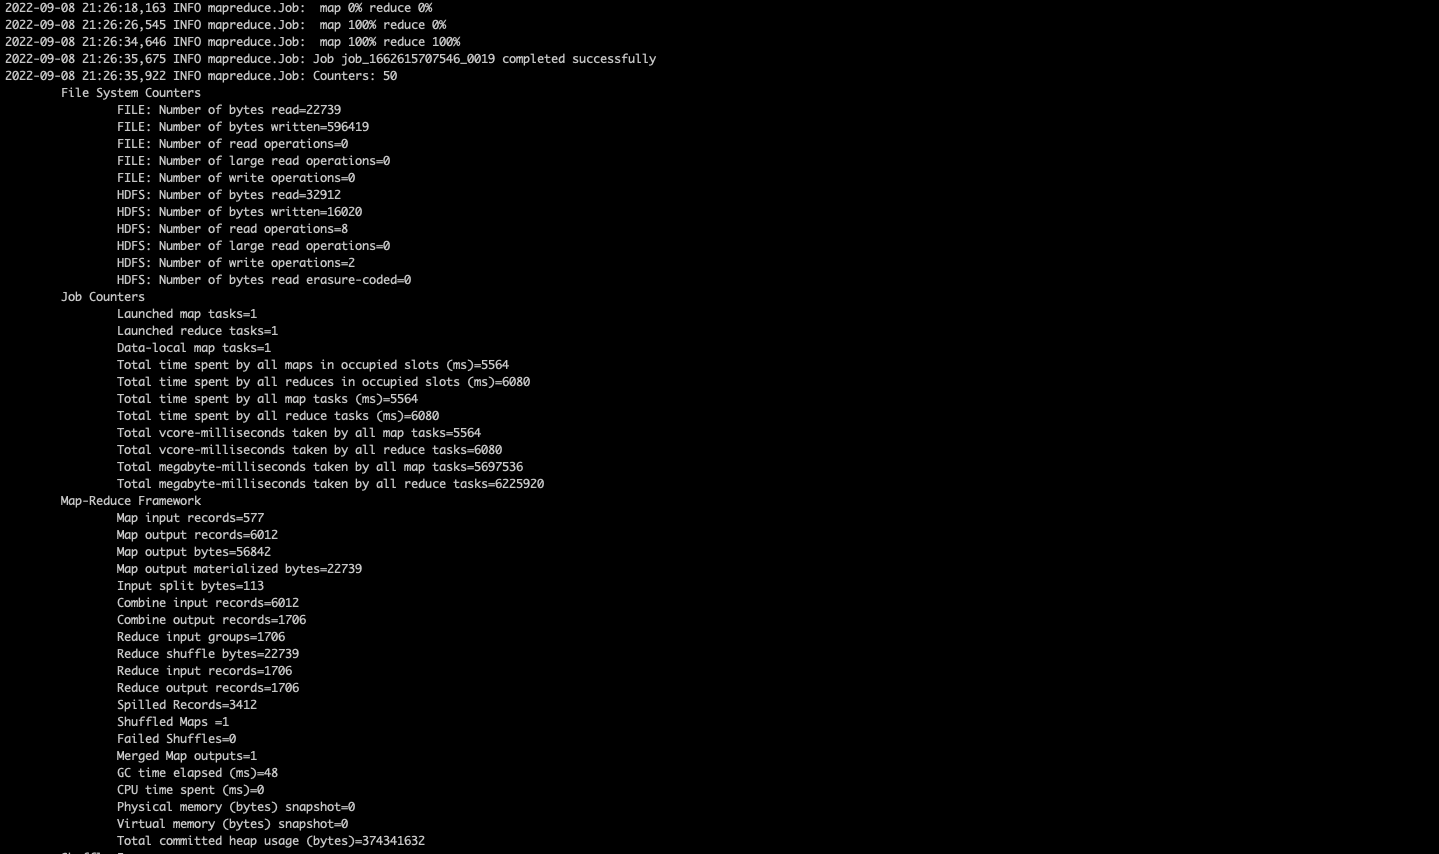 2022-09-08 21:26:18,163 INFO mapreduce.Job:  map 0% reduce 0%
2022-09-08 21:26:26,545 INFO mapreduce.Job:  map 100% reduce 0%
2022-09-08 21:26:34,646 INFO mapreduce.Job:  map 100% reduce 100%
2022-09-08 21:26:35,675 INFO mapreduce.Job: Job job_1662615707546_0019 completed successfully
2022-09-08 21:26:35,922 INFO mapreduce.Job: Counters: 50
File System Counters
FILE: Number of bytes read=22739
FILE: Number of bytes written=596419
FILE: Number of read operations=0
FILE: Number of large read operations=0
FILE: Number of write operations=0
HDFS: Number of bytes read=32912
HDFS: Number of bytes written=16020
HDFS: Number of read operations=8
HDFS: Number of large read operations=0
HDFS: Number of write operations=2
HDFS: Number of bytes read erasure-coded=0
Job Counters
Launched map tasks=1
Launched reduce tasks=1
Data-local map tasks=1
Total time spent by all maps in occupied slots (ms)=5564
Total time spent by all reduces in occupied slots (ms)=6080
Total time spent by all map tasks (ms)=5564
Total time spent by all reduce tasks (ms)=6080
Total vcore-milliseconds taken by all map tasks=5564
Total vcore-milliseconds taken by all reduce tasks=6080
Total megabyte-milliseconds taken by all map tasks=5697536
Total megabyte-milliseconds taken by all reduce tasks=6225920
Map-Reduce Framework
Map input records=577
Map output records=6012
Map output bytes=56842
Map output materialized bytes=22739
Input split bytes=113
Combine input records=6012
Combine output records=1706
Reduce input groups=1706
Reduce shuffle bytes=22739
Reduce input records=1706
Reduce output records=1706
Spilled Records=3412
Shuffled Maps =1
Failed Shuffles=0
Merged Map outputs=1
GC time elapsed (ms)=48
CPU time spent (ms)=0
Physical memory (bytes) snapshot=0
Virtual memory (bytes) snapshot=0
Total committed heap usage (bytes)=374341632